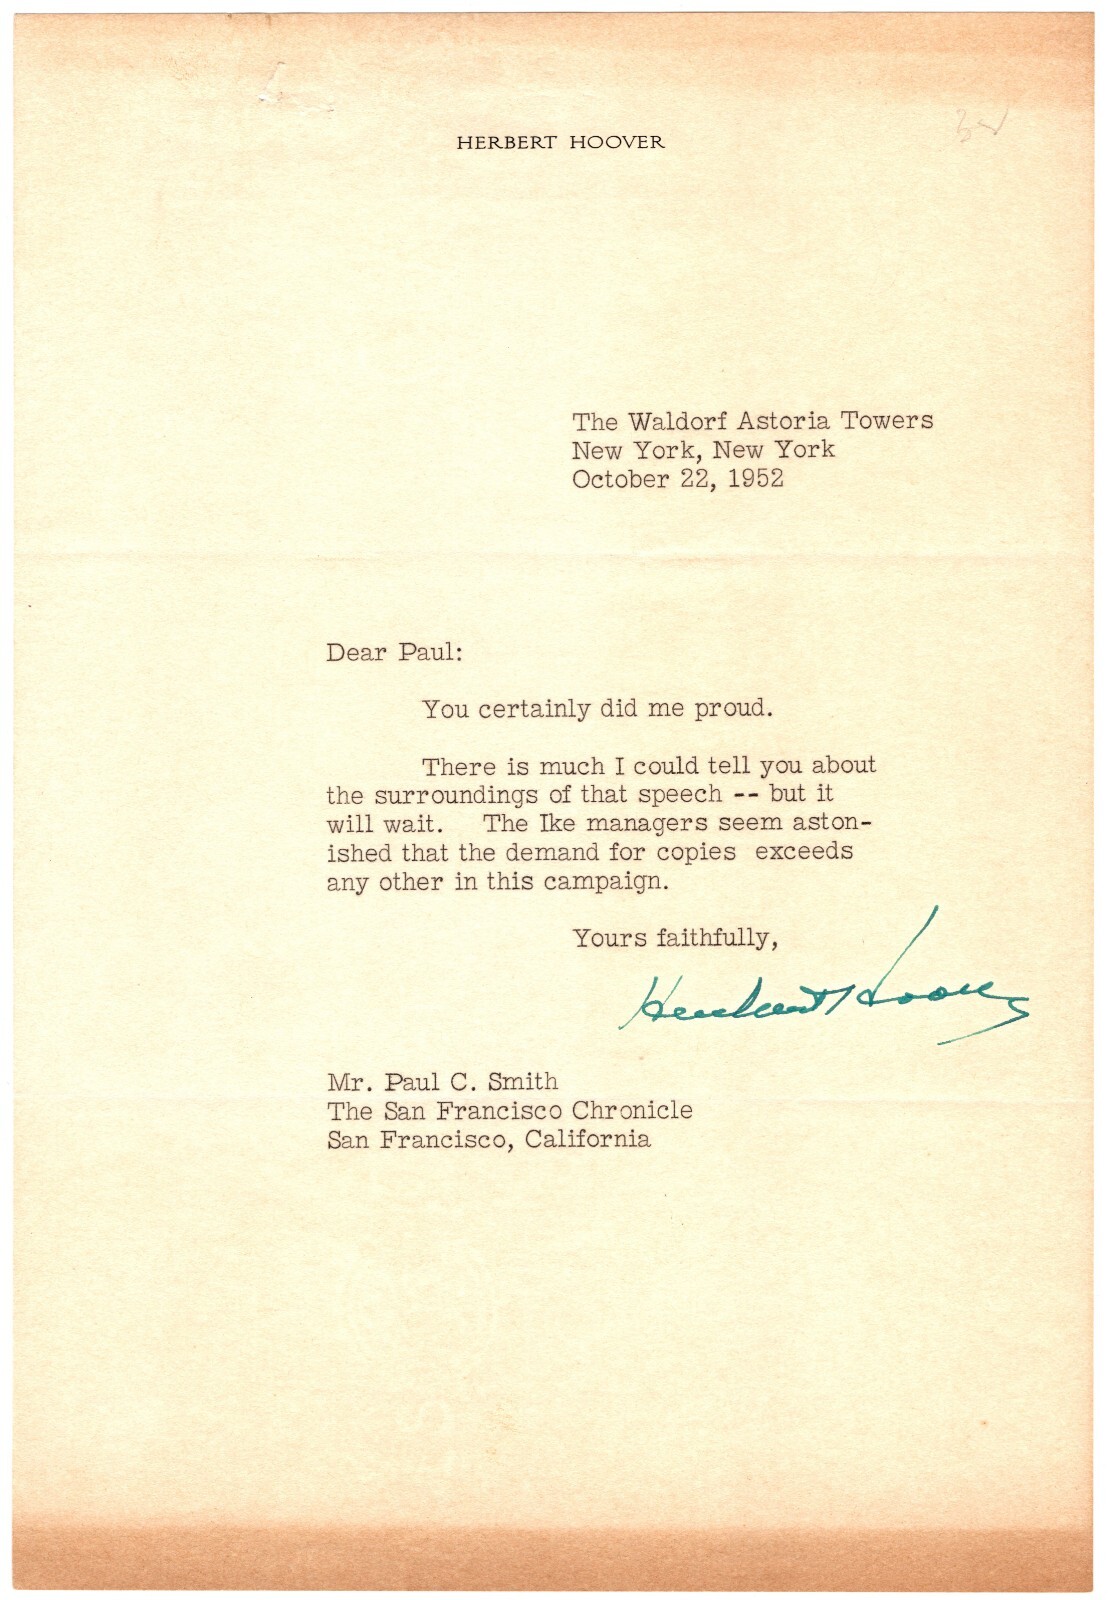 HERBERT HOOVER
The Waldorf Astoria Towers
New York, New York
October 22, 1952
Dear Paul:
You certainly did me proud.
There is much I could tell you about
the surroundings of that speech -- but it
will wait. The Ike managers seem aston-
ished that the demand for copies exceeds
any other in this campaign.
Yours faithfully,
Herbert Hoover
Mr. Paul C. Smith
The San Francisco Chronicle
San Francisco, California